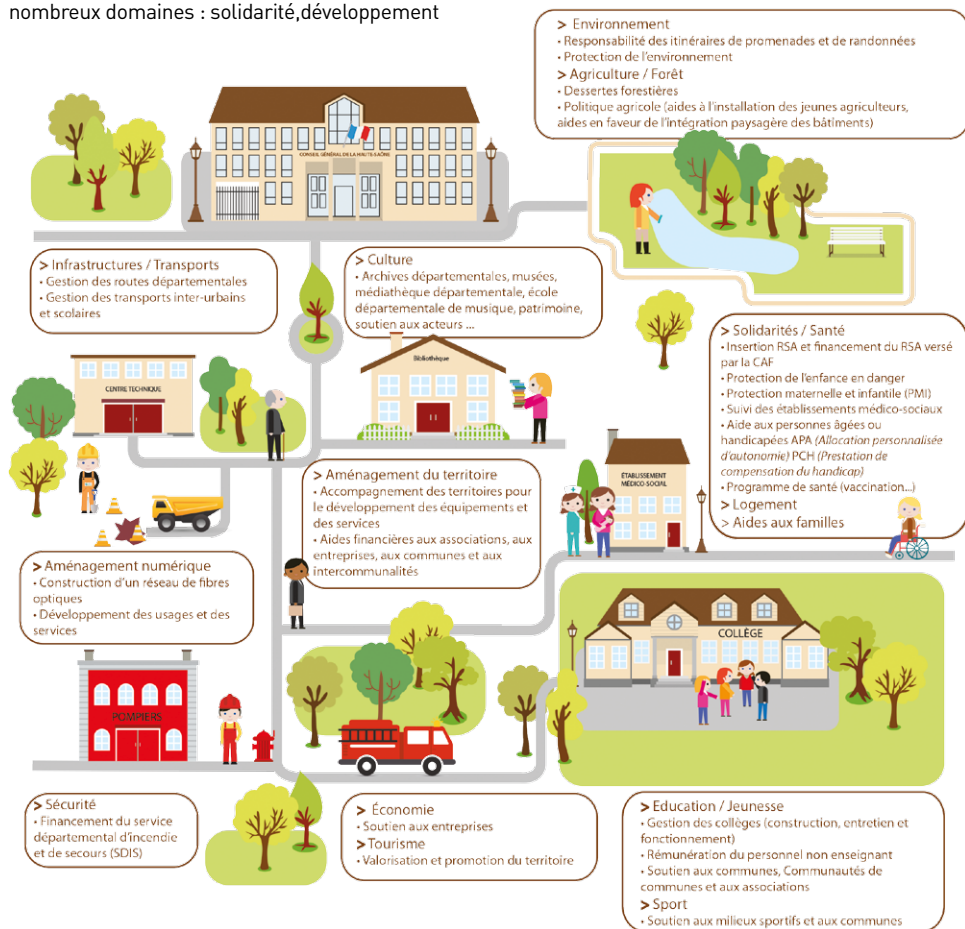 nombreux domaines : solidarité,développement
> Environnement
• Responsabilité des itinéraires de promenades et de randonnées
• Protection de l'environnement
> Agriculture / Forêt
• Dessertes forestières
• Politique agricole (aides à l'installation des jeunes agriculteurs,
aides en faveur de l'intégration paysagère des bâtiments)
CONSEIL GÉNÉRAL DE LA HAUTE-SAÔNE
> Infrastructures / Transports
• Gestion des routes départementales
• Gestion des transports inter-urbains
et scolaires
> Culture
• Archives départementales, musées,
médiathèque départementale, école
départementale de musique, patrimoine,
soutien aux acteurs ...
> Solidarités / Santé
• Insertion RSA et financement du RSA versé
par la CAF
• Protection de l'enfance en danger
• Protection maternelle et infantile (PMI)
• Suivi des établissements médico-sociaux
• Aide aux personnes âgées ou
handicapées APA (Allocation personnalisée
d'autonomie) PCH (Prestation de
compensation du handicap)
• Programme de santé (vaccination...)
> Logement
> Aides aux familles
CENTRE TECHNIQUE
Bibliothèque
ÉTABLISSEMENT
MÉDICO-SOCIAL
> Aménagement du territoire
• Accompagnement des territoires pour
le développement des équipements et
des services
• Aides financières aux associations, aux
entreprises, aux communes et aux
intercommunalités
> Aménagement numérique
• Construction d'un réseau de fibres
optiques
• Développement des usages et des
services
COLLÈGE
POMPIERS
> Sécurité
• Financement du service
départemental d'incendie
et de secours (SDIS)
> Économie
• Soutien aux entreprises
> Tourisme
• Valorisation et promotion du territoire
> Education / Jeunesse
• Gestion des collèges (construction, entretien et
fonctionnement)
• Rémunération du personnel non enseignant
• Soutien aux communes, Communautés de
communes et aux associations
> Sport
• Soutien aux milieux sportifs et aux communes